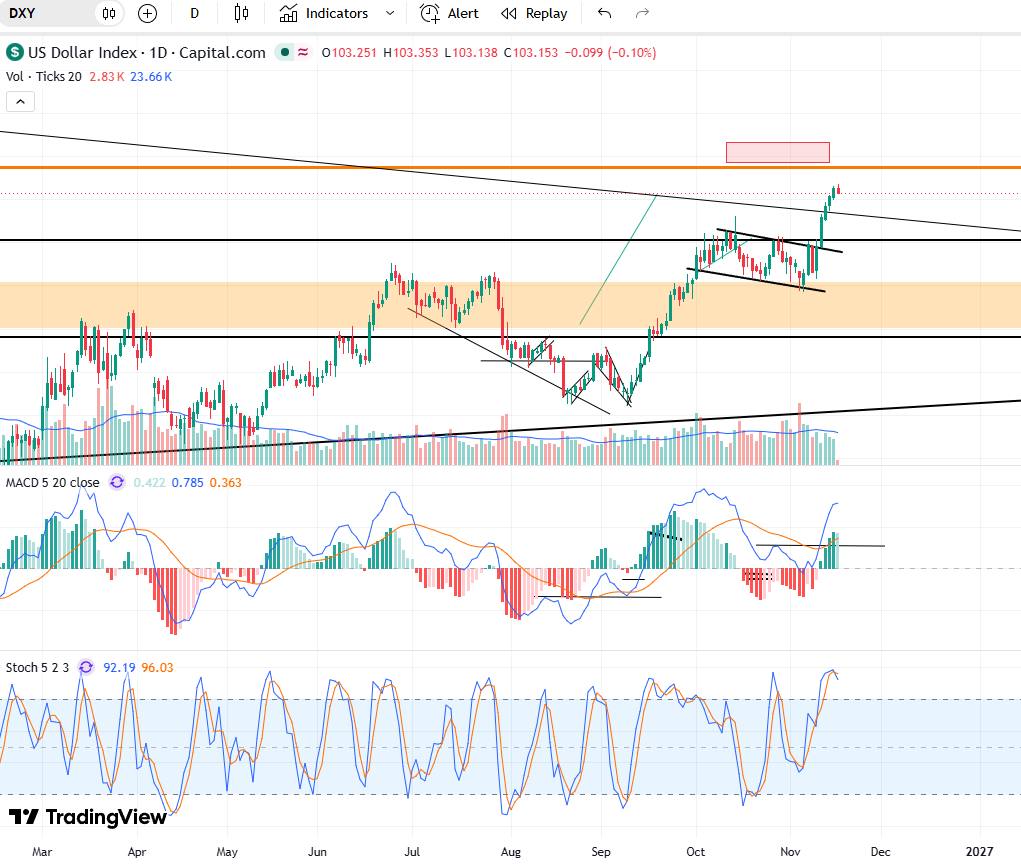 DXY D Indicators Alert Replay
US Dollar Index · 1D · Capital.com O103.251 H103.353 L103.138 C103.153 −0.099 (−0.10%)
Vol · Ticks 20 2.83 K 23.66 K
MACD 5 20 close 0.422 0.785 0.363
Stoch 5 2 3 92.19 96.03
TradingView
Mar Apr May Jun Jul Aug Sep Oct Nov Dec 2027